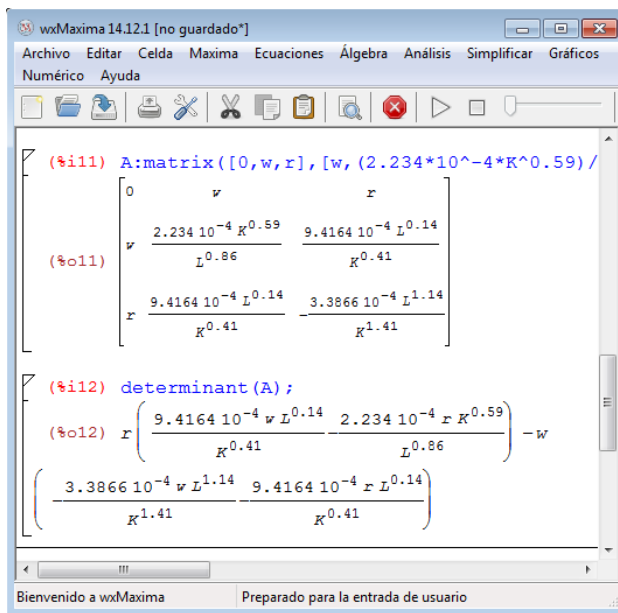 wxMaxima 14.12.1 [no guardado*]
Archivo Editar Celda Maxima Ecuaciones Álgebra Análisis Simplificar Gráficos
Numérico Ayuda
(%i11) A:matrix([0,w,r],[w,(2.234*10^-4*K^0.59)/
0 w r
w 2.234 10^-4 K^0.59 / L^0.86 9.4164 10^-4 L^0.14 / K^0.41
(%o11)
r 9.4164 10^-4 L^0.14 / K^0.41 -3.3866 10^-4 L^1.14 / K^1.41
(%i12) determinant(A);
(%o12) r (9.4164 10^-4 w L^0.14 / K^0.41 - 2.234 10^-4 r K^0.59 / L^0.86) -w
(-3.3866 10^-4 w L^1.14 / K^1.41 - 9.4164 10^-4 r L^0.14 / K^0.41)
Bienvenido a wxMaxima Preparado para la entrada de usuario